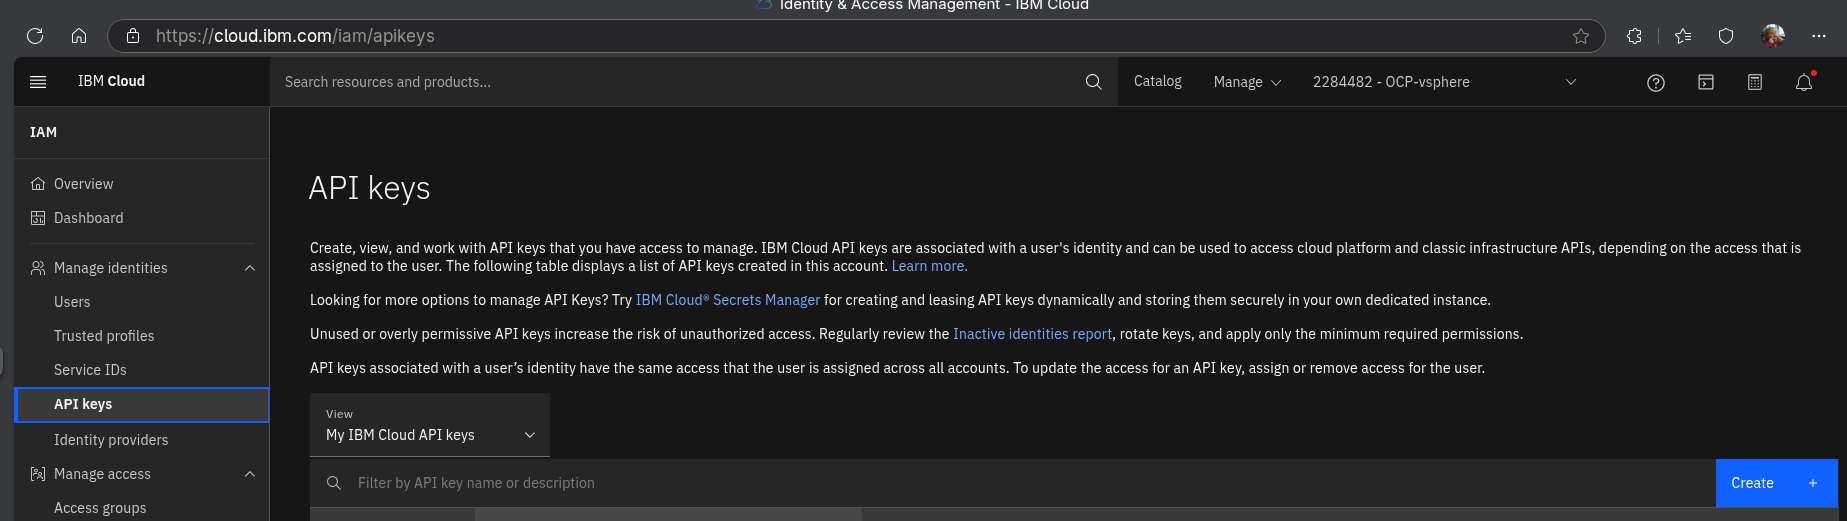 Identity & Access Management - IBM Cloud
https://cloud.ibm.com/iam/apikeys
IBM Cloud
Search resources and products...
Catalog
Manage
2284482 - OCP-vsphere
IAM
Overview
Dashboard
Manage identities
Users
Trusted profiles
Service IDs
API keys
Identity providers
Manage access
Access groups
API keys
Create, view, and work with API keys that you have access to manage. IBM Cloud API keys are associated with a user's identity and can be used to access cloud platform and classic infrastructure APIs, depending on the access that is
assigned to the user. The following table displays a list of API keys created in this account. Learn more.
Looking for more options to manage API Keys? Try IBM Cloud® Secrets Manager for creating and leasing API keys dynamically and storing them securely in your own dedicated instance.
Unused or overly permissive API keys increase the risk of unauthorized access. Regularly review the Inactive identities report, rotate keys, and apply only the minimum required permissions.
API keys associated with a user’s identity have the same access that the user is assigned across all accounts. To update the access for an API key, assign or remove access for the user.
View
My IBM Cloud API keys
Filter by API key name or description
Create +